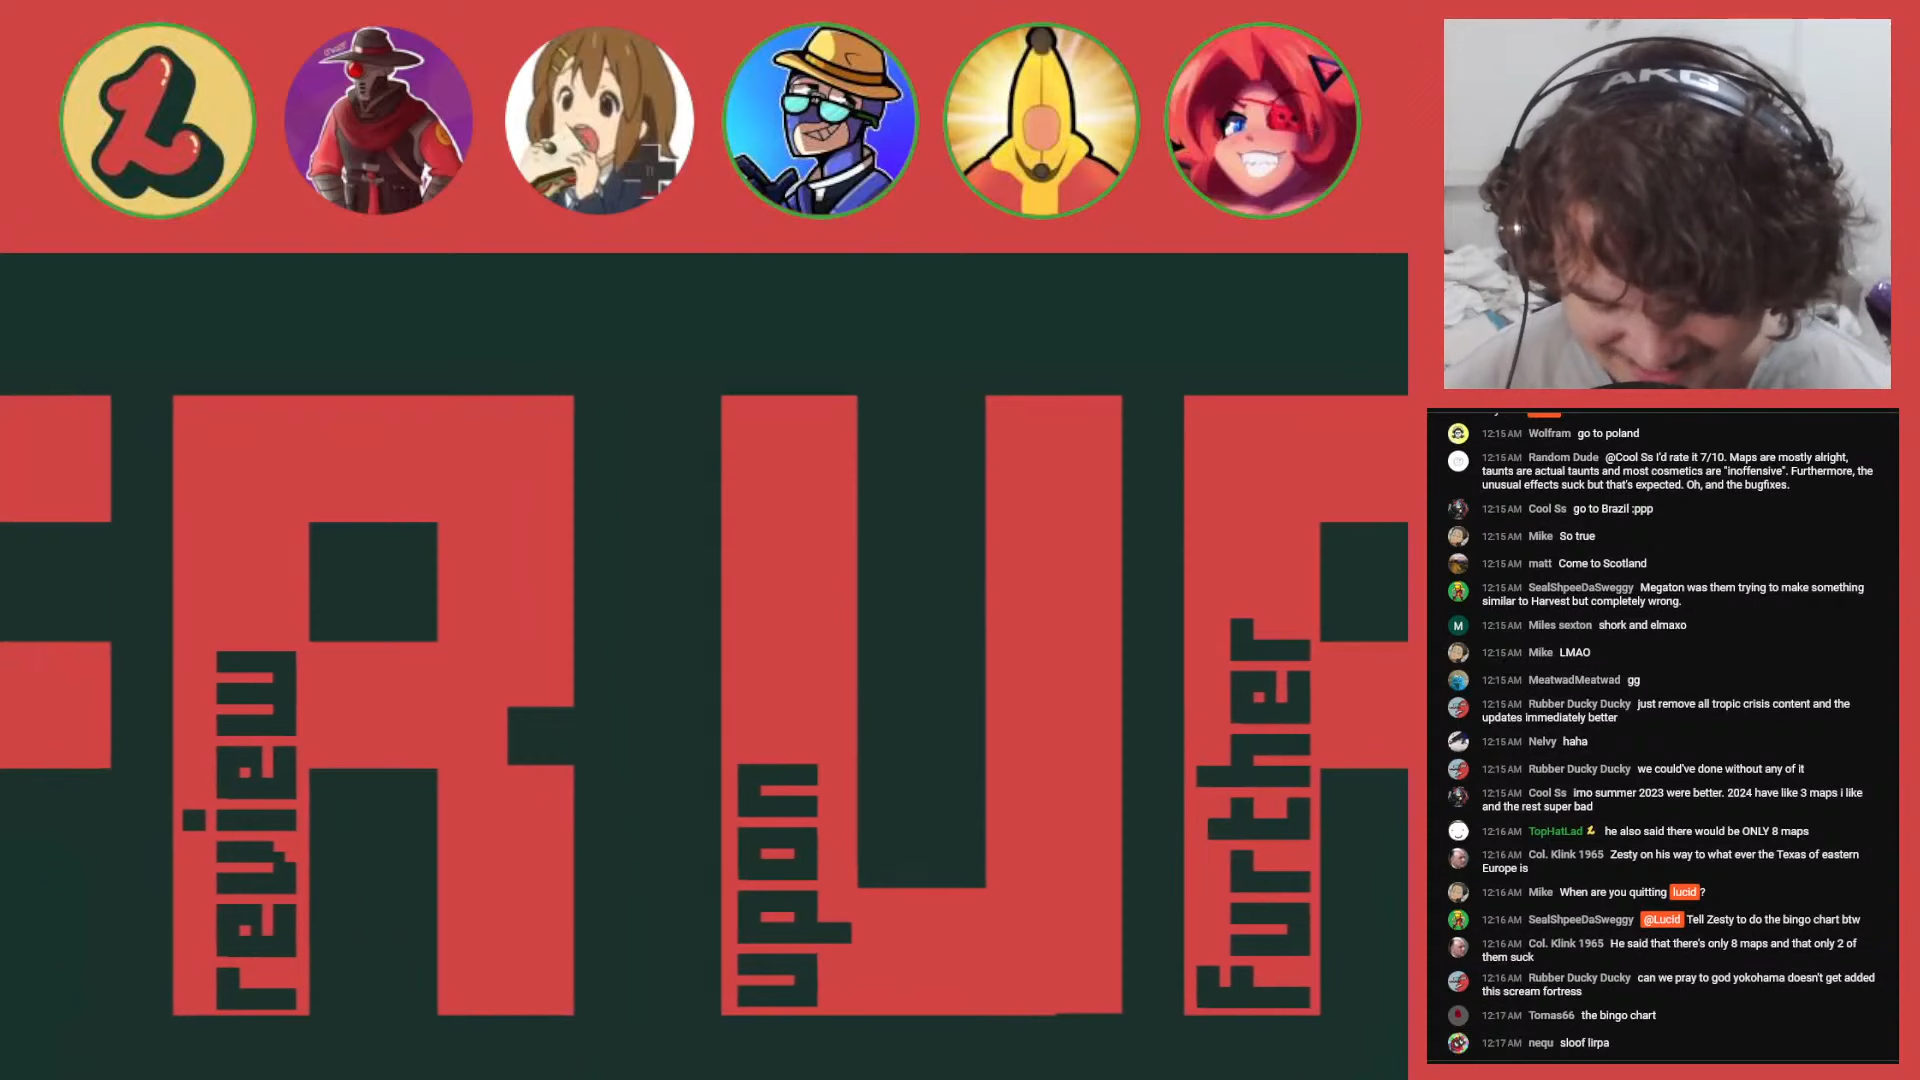 AKG
review
upon
further
RU
12:15 AM Wolfram go to poland
12:15 AM Random Dude @Cool Ss I'd rate it 7/10. Maps are mostly alright,
taunts are actual taunts and most cosmetics are "inoffensive". Furthermore, the
unusual effects suck but that's expected. Oh, and the bugfixes.
12:15 AM Cool Ss go to Brazil :ppp
12:15 AM Mike So true
12:15 AM matt Come to Scotland
12:15 AM SealShpeeDaSweggy Megaton was them trying to make something
similar to Harvest but completely wrong.
M 12:15 AM Miles sexton shork and elmaxo
12:15 AM Mike LMAO
12:15 AM MeatwadMeatwad gg
12:15 AM Rubber Ducky Ducky just remove all tropic crisis content and the
updates immediately better
12:15 AM Nelvy haha
12:15 AM Rubber Ducky Ducky we could've done without any of it
12:15 AM Cool Ss imo summer 2023 were better. 2024 have like 3 maps i like
and the rest super bad
12:16 AM TopHatLad he also said there would be ONLY 8 maps
12:16 AM Col. Klink 1965 Zesty on his way to what ever the Texas of eastern
Europe is
12:16 AM Mike When are you quitting lucid ?
12:16 AM SealShpeeDaSweggy @Lucid Tell Zesty to do the bingo chart btw
12:16 AM Col. Klink 1965 He said that there's only 8 maps and that only 2 of
them suck
12:16 AM Rubber Ducky Ducky can we pray to god yokohama doesn't get added
this scream fortress
12:17 AM Tomas66 the bingo chart
12:17 AM nequ sloof lirpa